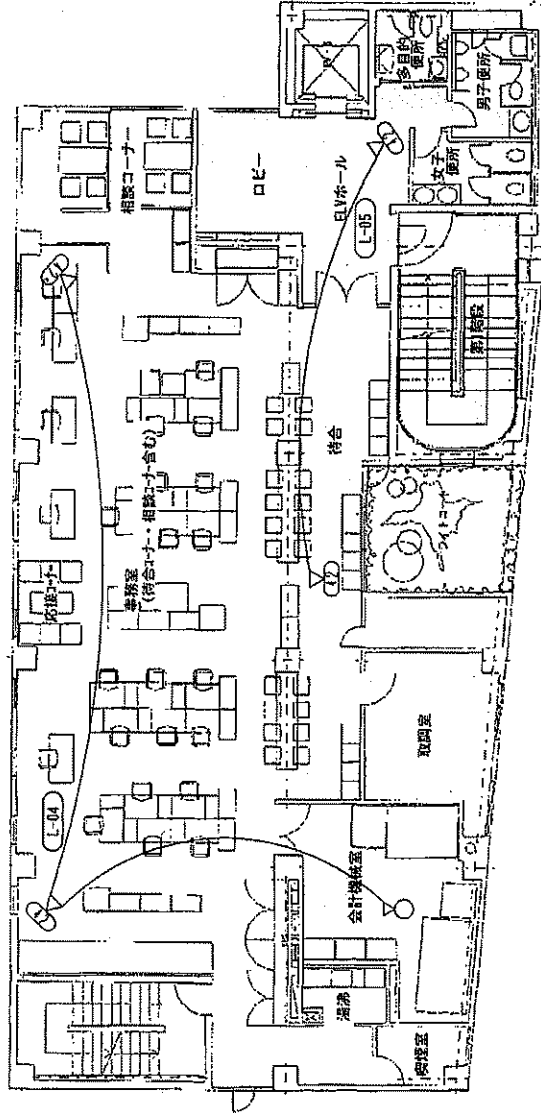 相談コーナー
ロビー
多目的
便所
男子便所
女子
便所
ELVホール
L-05
第1階段
応接コーナー
事務室
(待合コーナー・相談コーナー含む)
待合
ライトコート
L-04
取調室
会計機械室
湯沸
喫煙室